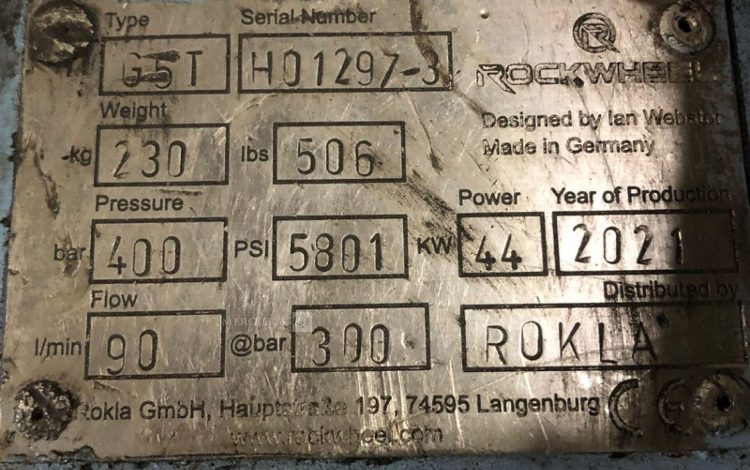 Type Serial Number
G5T H01297-3 ROCKWHEEL
Weight Designed by Ian Webster
kg 230 lbs 506 Made in Germany
Pressure Power Year of Production
bar 400 PSI 5801 KW 44 2021
Flow Distributed by
l/min 90 @bar 300 ROKLA
Rokla GmbH, Hauptstraße 197, 74595 Langenburg CE
www.rockwheel.com